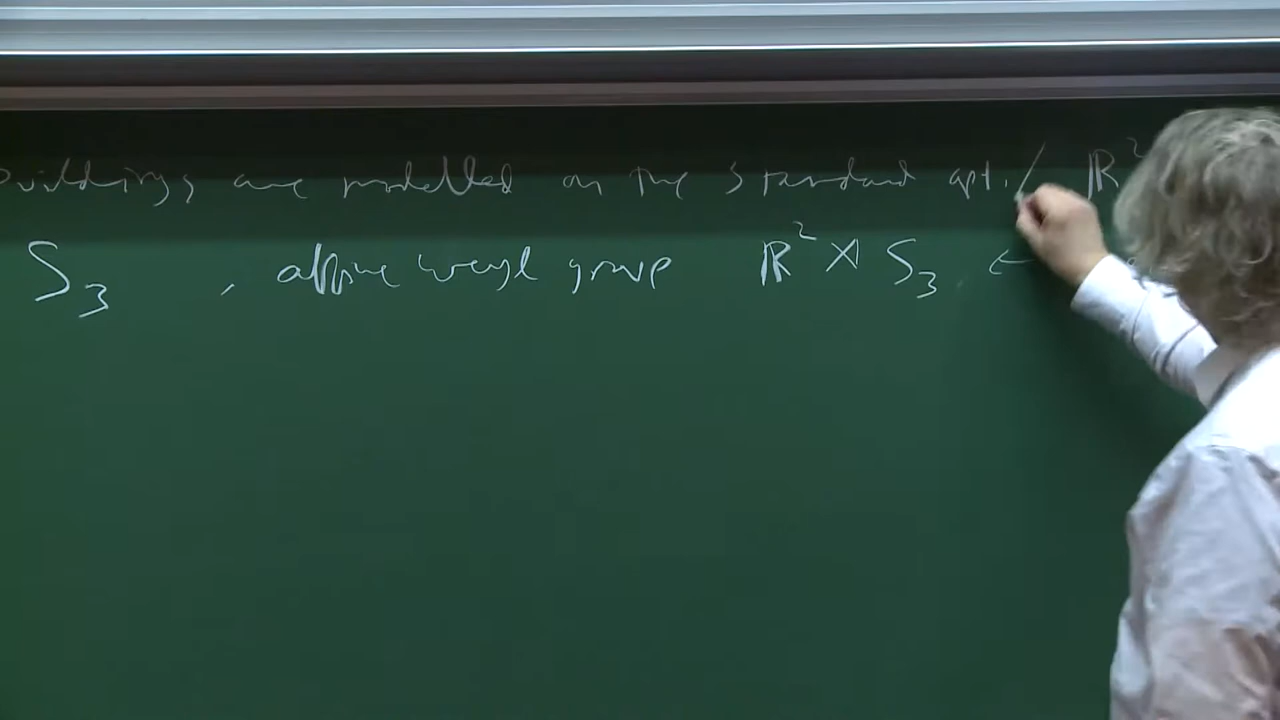 buildings are modelled on the standard apt. / ℝ²
S₃ , affine weyl group ℝ² ⋊ S₃ ←